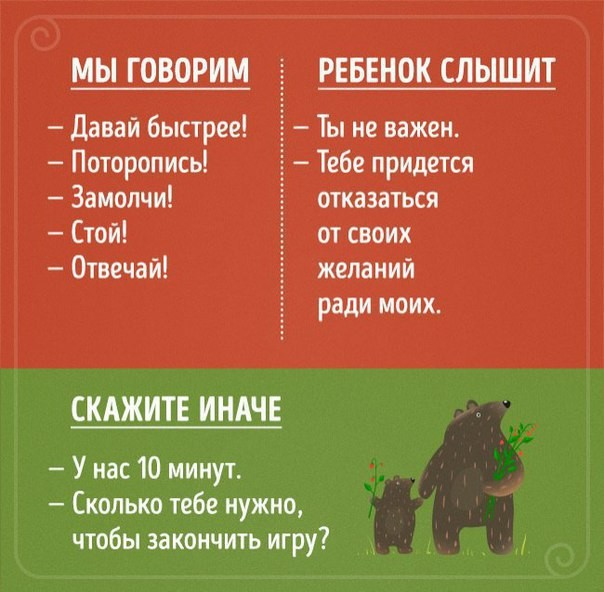 МЫ ГОВОРИМ
– Давай быстрее!
– Поторопись!
– Замолчи!
– Стой!
– Отвечай!
РЕБЕНОК СЛЫШИТ
– Ты не важен.
– Тебе придется
отказаться
от своих
желаний
ради моих.
СКАЖИТЕ ИНАЧЕ
– У нас 10 минут.
– Сколько тебе нужно,
чтобы закончить игру?